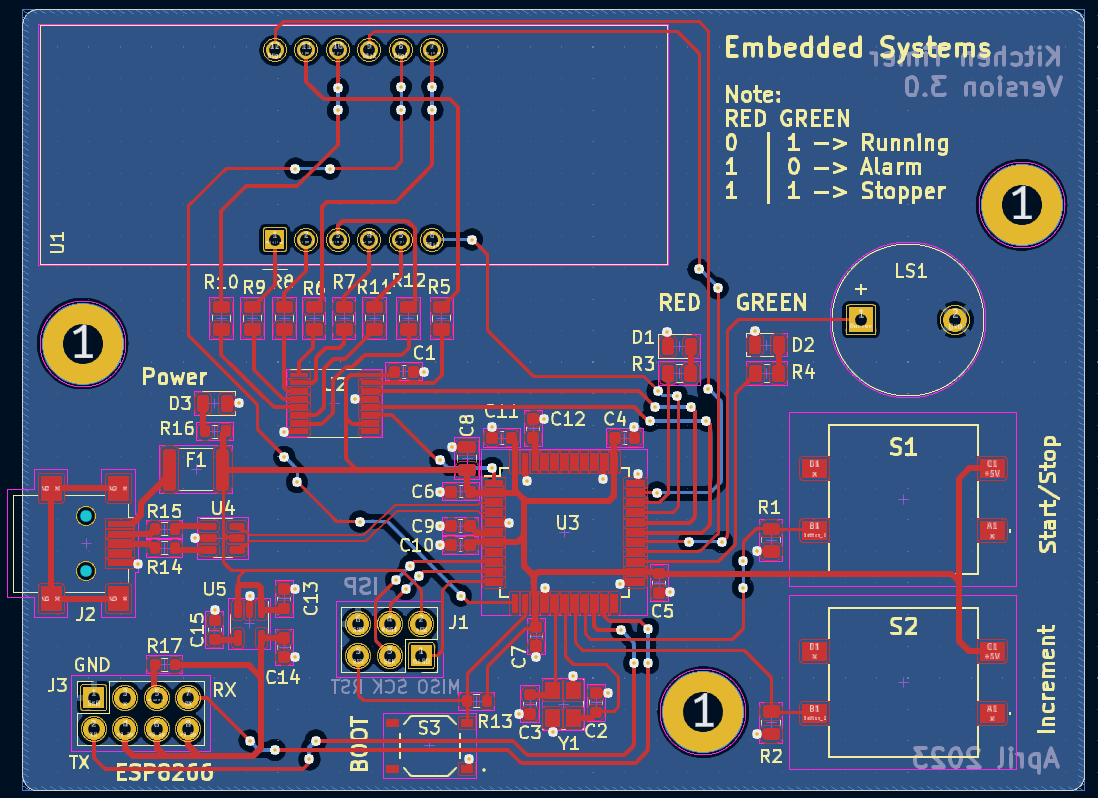 Embedded Systems
Kitchen Timer
Version 3.0
Note:
RED GREEN
0 | 1 -> Running
1 | 0 -> Alarm
1 | 1 -> Stopper
1
U1
LS1
+
R10 R9 R8 R6 R7 R11 R12 R5
RED GREEN
D1 D2
R3 R4
1
C1
Power
U2
D3
R16
C11 C12 C4
C8
F1
S1
Start/Stop
C6
R15 U4
C9
U3
R1
C10
R14
J2
U5 C13
ISP
C5
C15
J1
S2
C7
R17
GND
C14
MISO SCK RST
Increment
J3
RX
R13
1
BOOT
S3
C3 Y1 C2
R2
TX
ESP8266
April 2023